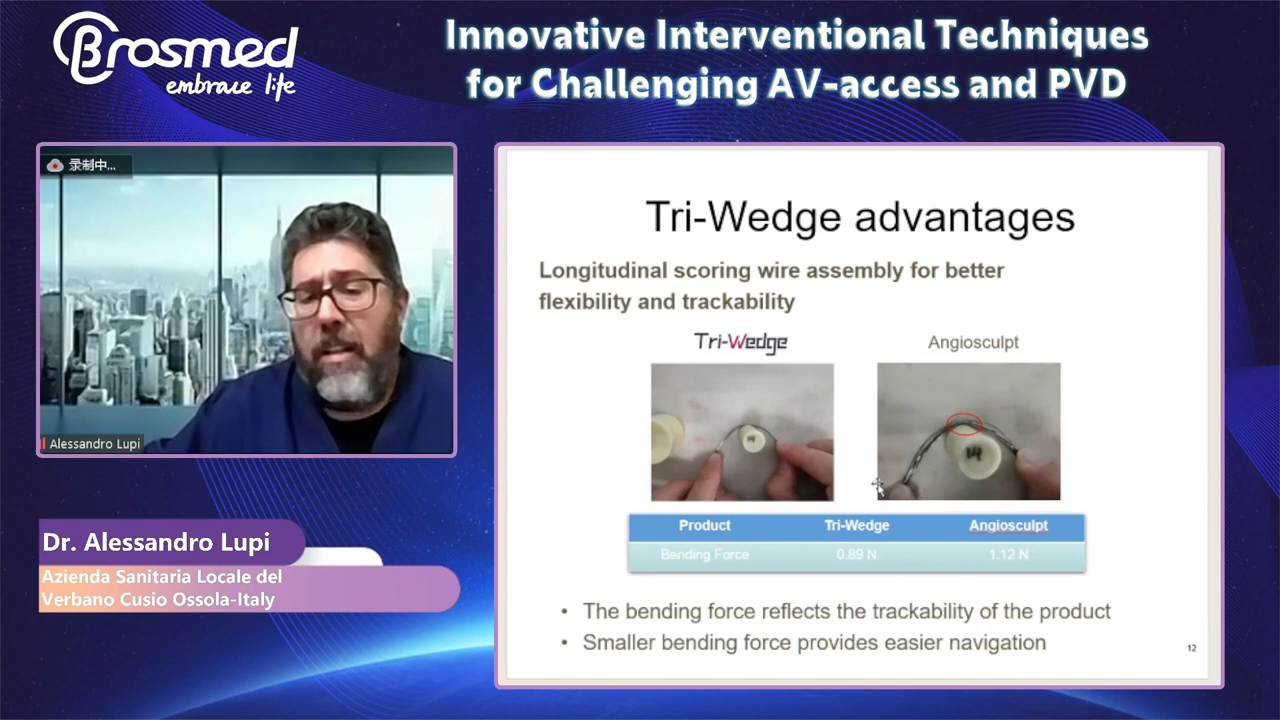 Brosmed
embrace life
Innovative Interventional Techniques
for Challenging AV-access and PVD
录制中...
Alessandro Lupi
Dr. Alessandro Lupi
Azienda Sanitaria Locale del
Verbano Cusio Ossola-Italy
Tri-Wedge advantages
Longitudinal scoring wire assembly for better
flexibility and trackability
Tri-Wedge Angiosculpt
14 14
Product Tri-Wedge Angiosculpt
Bending Force 0.89 N 1.12 N
• The bending force reflects the trackability of the product
• Smaller bending force provides easier navigation
12